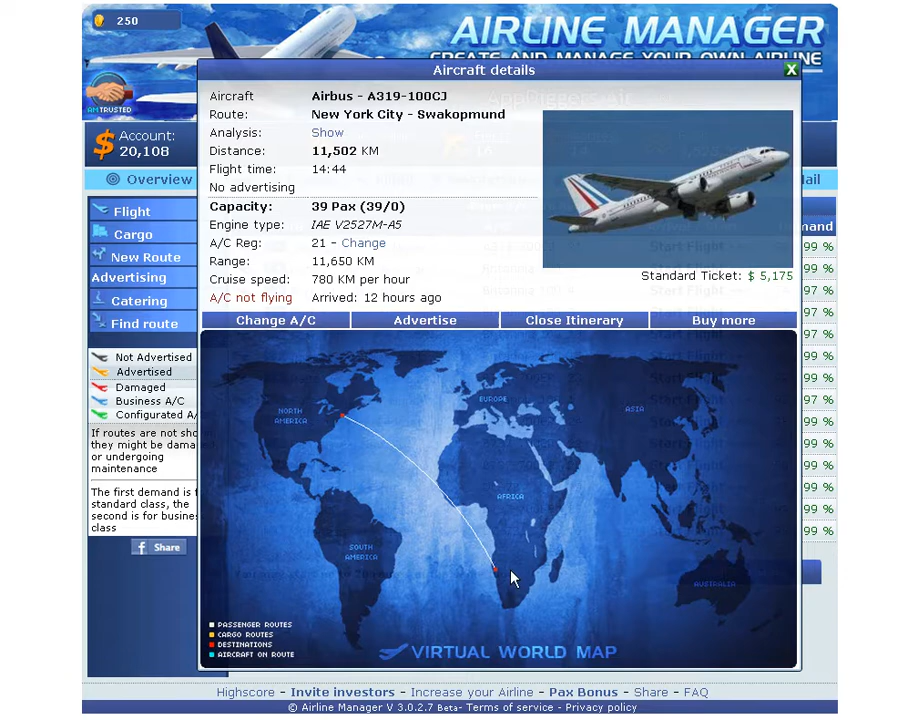 250
AIRLINE MANAGER
CREATE AND MANAGE YOUR OWN AIRLINE
Aircraft details
X
AM TRUSTED
$ Account:
20,108
Overview
Mail
Flight
Cargo
New Route
Advertising
Catering
Find route
Not Advertised
Advertised
Damaged
Business A/C
Configurated A/
If routes are not sho
they might be dama
or undergoing
maintenance
The first demand is f
standard class, the
second is for busine
class
f Share
Aircraft Airbus - A319-100CJ
Route: New York City - Swakopmund
Analysis: Show
Distance: 11,502 KM
Flight time: 14:44
No advertising
Capacity: 39 Pax (39/0)
Engine type: IAE V2527M-A5
A/C Reg: 21 - Change
Range: 11,650 KM
Cruise speed: 780 KM per hour
A/C not flying Arrived: 12 hours ago
Standard Ticket: $ 5,175
Change A/C Advertise Close Itinerary Buy more
mand
99 %
99 %
97 %
97 %
97 %
99 %
99 %
97 %
99 %
99 %
99 %
99 %
99 %
99 %
NORTH
AMERICA
EUROPE
ASIA
AFRICA
SOUTH
AMERICA
AUSTRALIA
PASSENGER ROUTES
CARGO ROUTES
DESTINATIONS
AIRCRAFT ON ROUTE
VIRTUAL WORLD MAP
Highscore - Invite investors - Increase your Airline - Pax Bonus - Share - FAQ
© Airline Manager V 3.0.2.7 Beta- Terms of service - Privacy policy